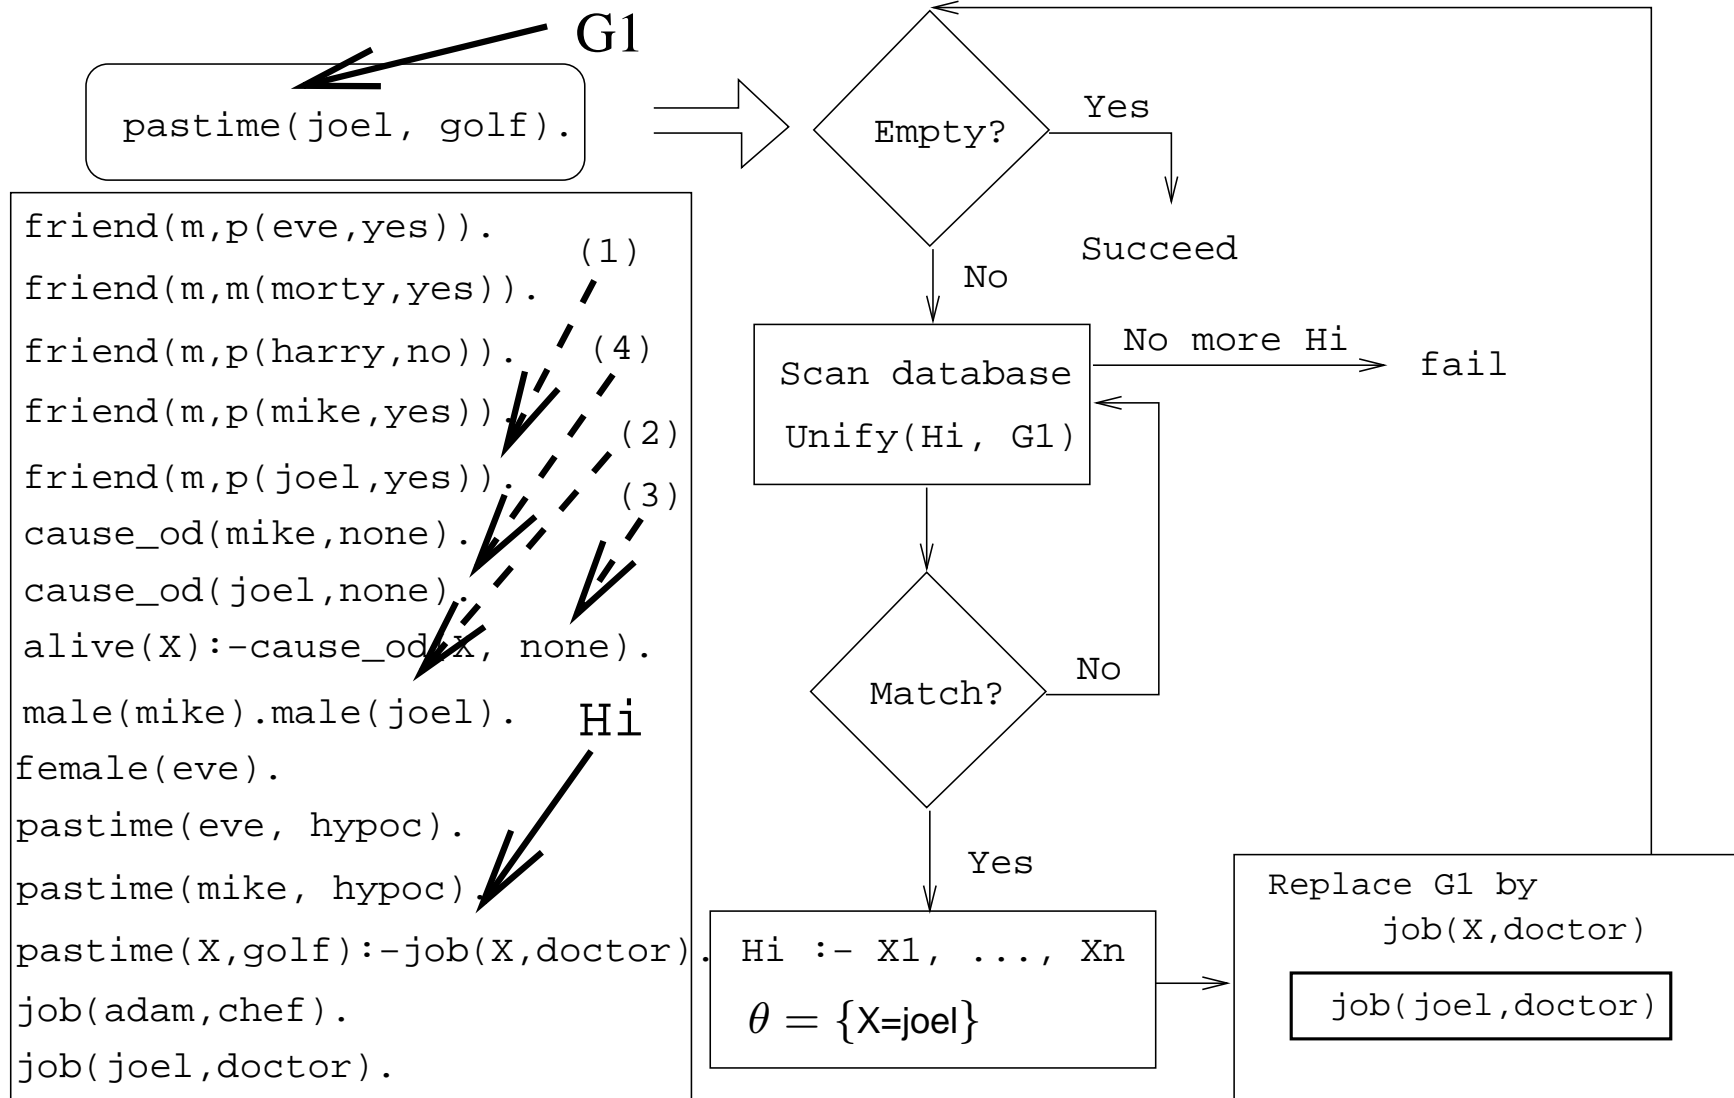 G1
pastime(joel, golf).
friend(m,p(eve,yes)).
(1)
friend(m,m(morty,yes)).
friend(m,p(harry,no)).
(4)
friend(m,p(mike,yes)).
(2)
friend(m,p(joel,yes)).
(3)
cause_od(mike,none).
cause_od(joel,none).
alive(X):-cause_od(X, none).
male(mike).male(joel).
Hi
female(eve).
pastime(eve, hypoc).
pastime(mike, hypoc).
pastime(X,golf):-job(X,doctor).
job(adam,chef).
job(joel,doctor).
Empty?
Yes
Succeed
No
Scan database
Unify(Hi, G1)
No more Hi
fail
Match?
No
Yes
Hi :- X1, ..., Xn
θ = {X=joel}
Replace G1 by
job(X,doctor)
job(joel,doctor)